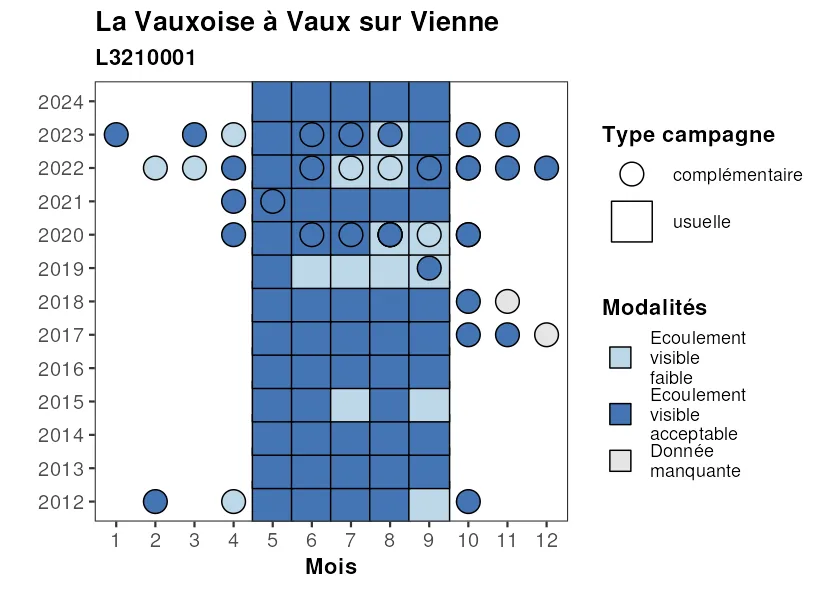 La Vauxoise à Vaux sur Vienne
L3210001
2024
2023
2022
2021
2020
2019
2018
2017
2016
2015
2014
2013
2012
1 2 3 4 5 6 7 8 9 10 11 12
Mois
Type campagne
complémentaire
usuelle
Modalités
Ecoulement
visible
faible
Ecoulement
visible
acceptable
Donnée
manquante